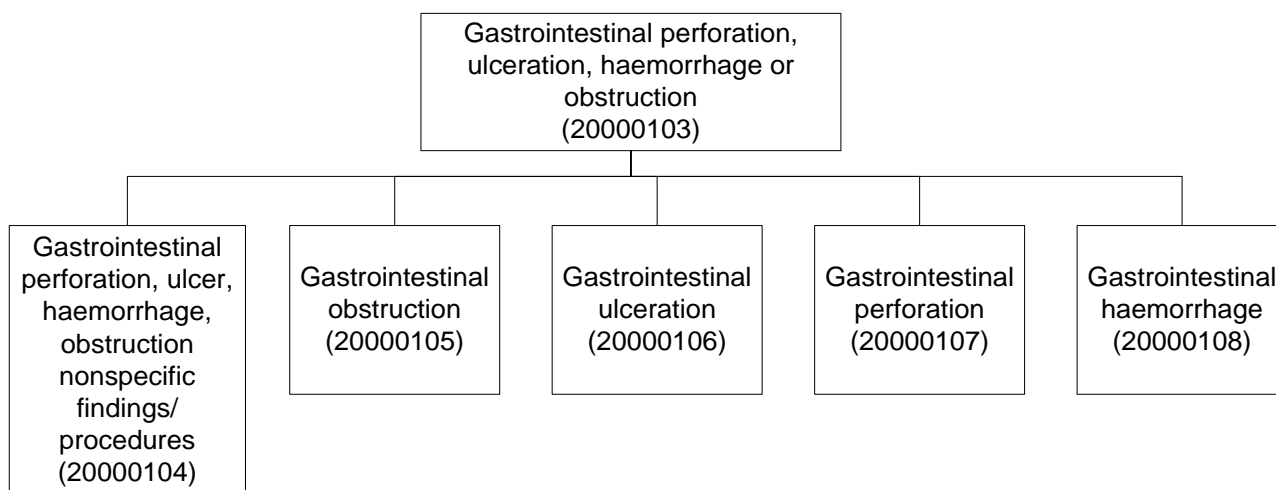 Gastrointestinal perforation,
ulceration, haemorrhage or
obstruction
(20000103)
Gastrointestinal
perforation, ulcer,
haemorrhage,
obstruction
nonspecific
findings/
procedures
(20000104)
Gastrointestinal
obstruction
(20000105)
Gastrointestinal
ulceration
(20000106)
Gastrointestinal
perforation
(20000107)
Gastrointestinal
haemorrhage
(20000108)